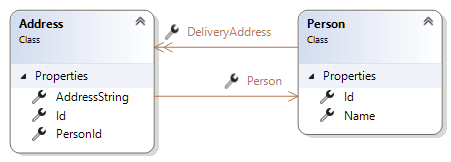 Address
Class
Properties
AddressString
Id
PersonId
DeliveryAddress
Person
Person
Class
Properties
Id
Name